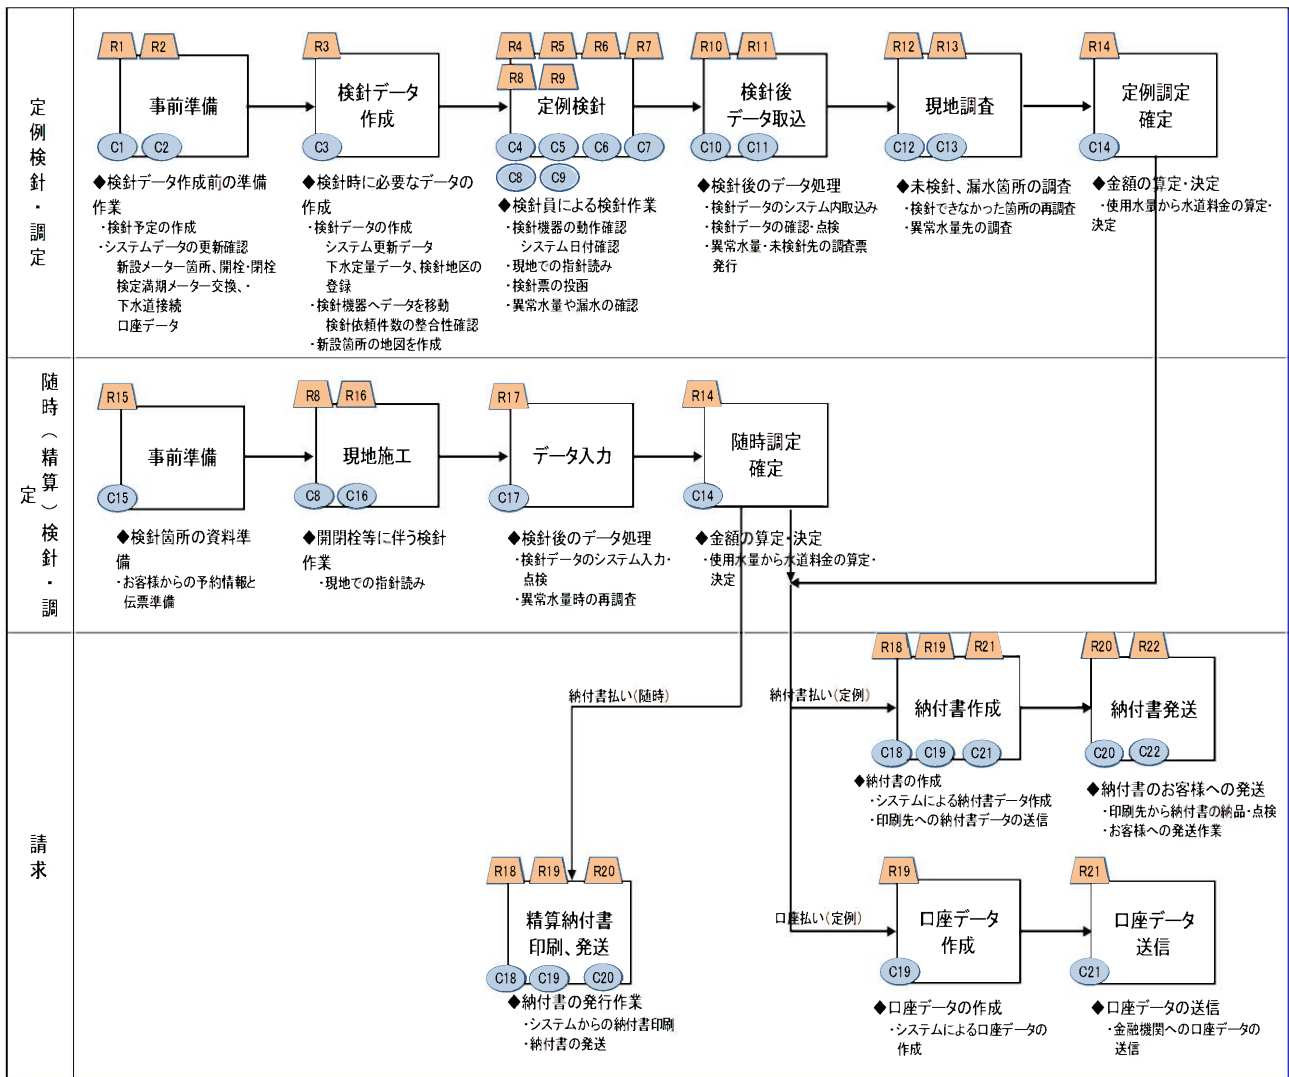 定例検針・調定
R1 R2
事前準備
C1 C2
◆検針データ作成前の準備
作業
・検針予定の作成
・システムデータの更新確認
新設メーター箇所、開栓・閉栓
検定満期メーター交換、・
下水道接続
口座データ
R3
検針データ
作成
C3
◆検針時に必要なデータの
作成
・検針データの作成
システム更新データ
下水定量データ、検針地区の
登録
・検針機器へデータを移動
検針依頼件数の整合性確認
・新設箇所の地図を作成
R4 R5 R6 R7
R8 R9
定例検針
C4 C5 C6 C7
C8 C9
◆検針員による検針作業
・検針機器の動作確認
システム日付確認
・現地での指針読み
・検針票の投函
・異常水量や漏水の確認
R10 R11
検針後
データ取込
C10 C11
◆検針後のデータ処理
・検針データのシステム内取込み
・検針データの確認・点検
・異常水量・未検針先の調査票
発行
R12 R13
現地調査
C12 C13
◆未検針、漏水箇所の調査
・検針できなかった箇所の再調査
・異常水量先の調査
R14
定例調定
確定
C14
◆金額の算定・決定
・使用水量から水道料金の算定・
決定
随時（精算）検針・調定
R15
事前準備
C15
◆検針箇所の資料準
備
・お客様からの予約情報と
伝票準備
R8 R16
現地施工
C8 C16
◆開閉栓等に伴う検針
作業
・現地での指針読み
R17
データ入力
C17
◆検針後のデータ処理
・検針データのシステム入力・
点検
・異常水量時の再調査
R14
随時調定
確定
C14
◆金額の算定・決定
・使用水量から水道料金の算定・
決定
請求
納付書払い(随時)
納付書払い(定例)
R18 R19 R21
納付書作成
C18 C19 C21
◆納付書の作成
・システムによる納付書データ作成
・印刷先への納付書データの送信
R20 R22
納付書発送
C20 C22
◆納付書のお客様への発送
・印刷先から納付書の納品・点検
・お客様への発送作業
R18 R19 R20
精算納付書
印刷、発送
C18 C19 C20
◆納付書の発行作業
・システムからの納付書印刷
・納付書の発送
口座払い(定例)
R19
口座データ
作成
C19
◆口座データの作成
・システムによる口座データの
作成
R21
口座データ
送信
C21
◆口座データの送信
・金融機関への口座データの
送信